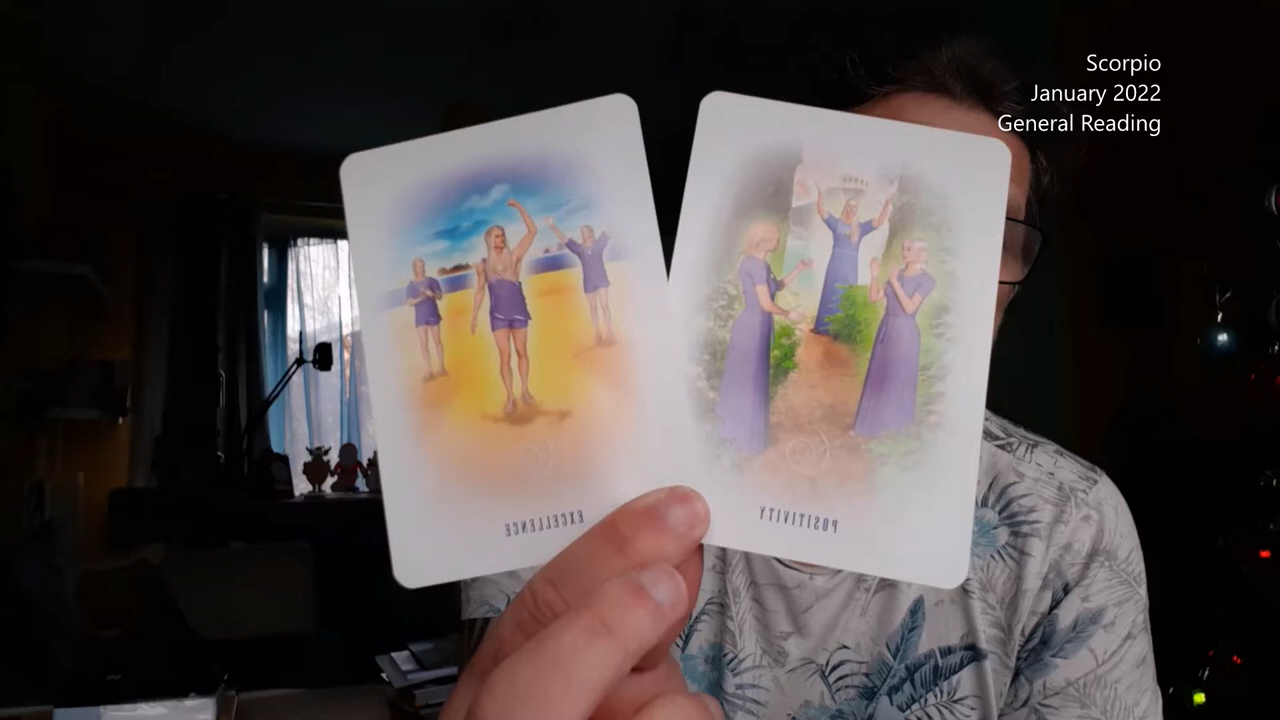 Scorpio
January 2022
General Reading
EXCELLENCE
POSITIVITY